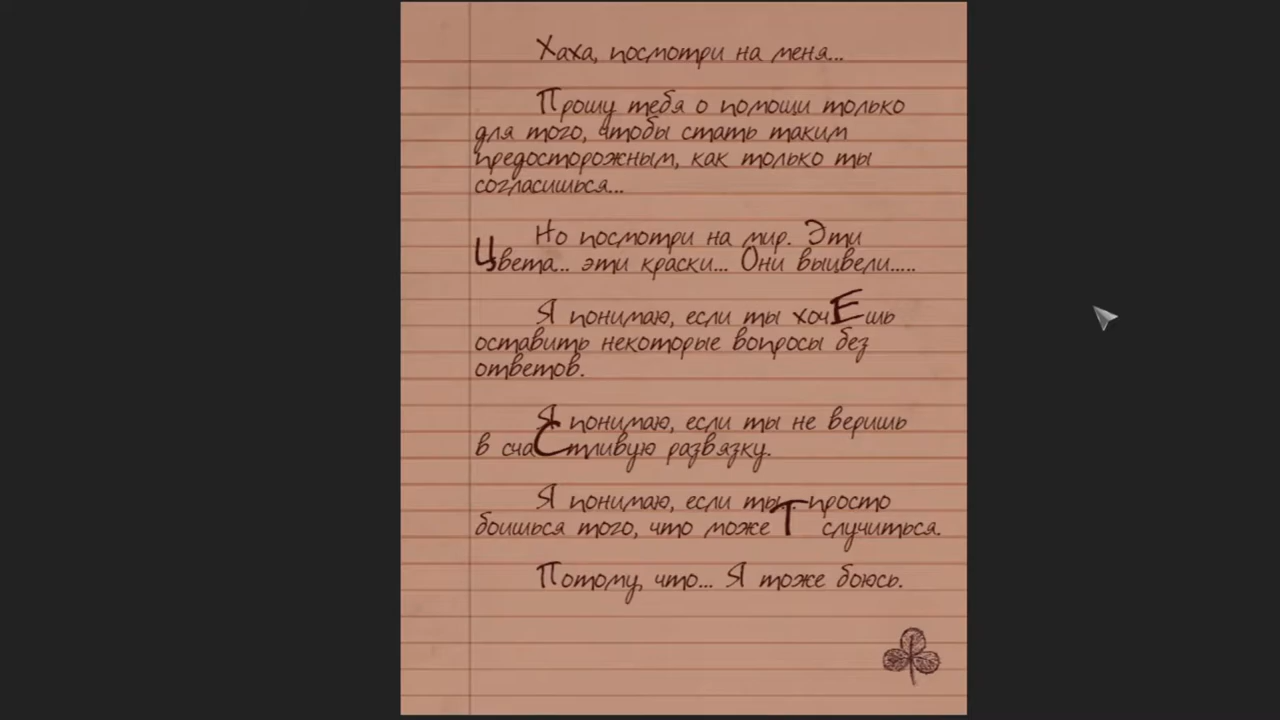 Хаха, посмотри на меня...
Прошу тебя о помощи только
для того, чтобы стать таким
предосторожным, как только ты
согласишься...
Но посмотри на мир. Эти
Цвета... эти краски... Они выцвели.....
Я понимаю, если ты хочЕшь
оставить некоторые вопросы без
ответов.
Я понимаю, если ты не веришь
в счаСтливую развязку.
Я понимаю, если ты просто
боишься того, что можеТ случиться.
Потому, что... Я тоже боюсь.